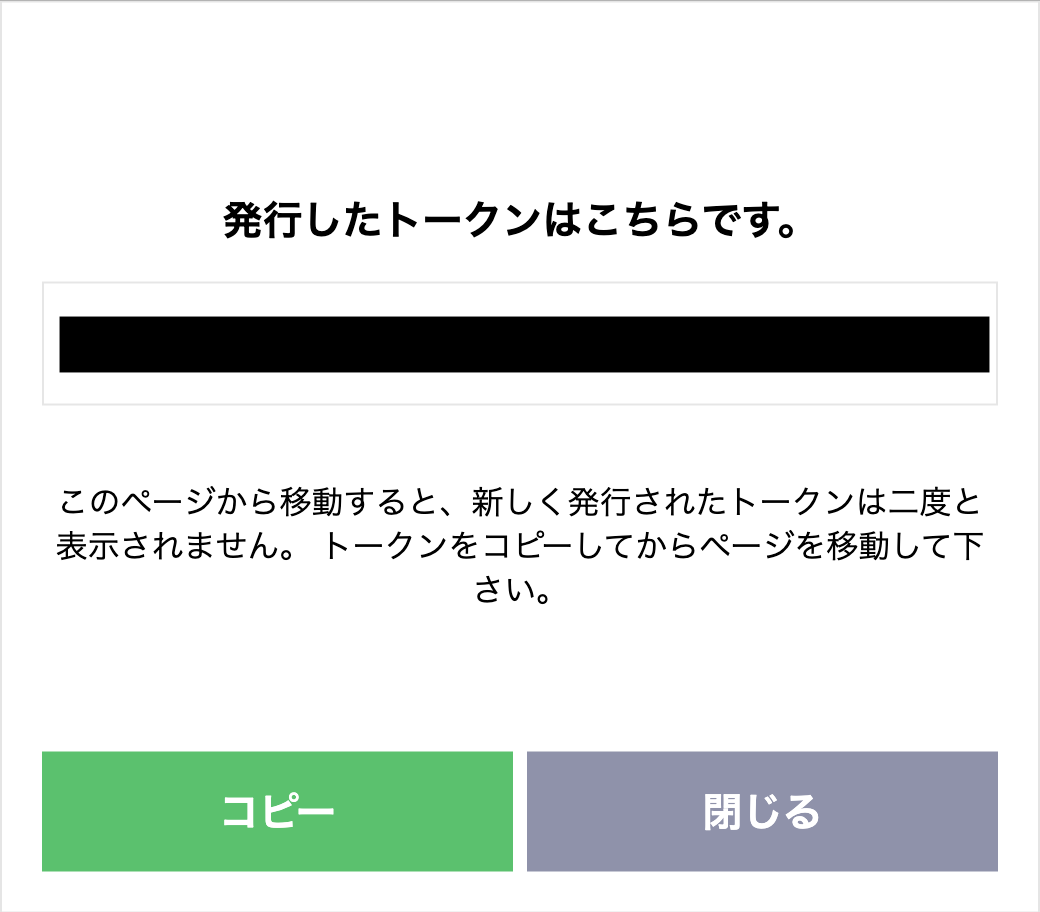 発行したトークンはこちらです。
このページから移動すると、新しく発行されたトークンは二度と
表示されません。 トークンをコピーしてからページを移動して下
さい。
コピー
閉じる